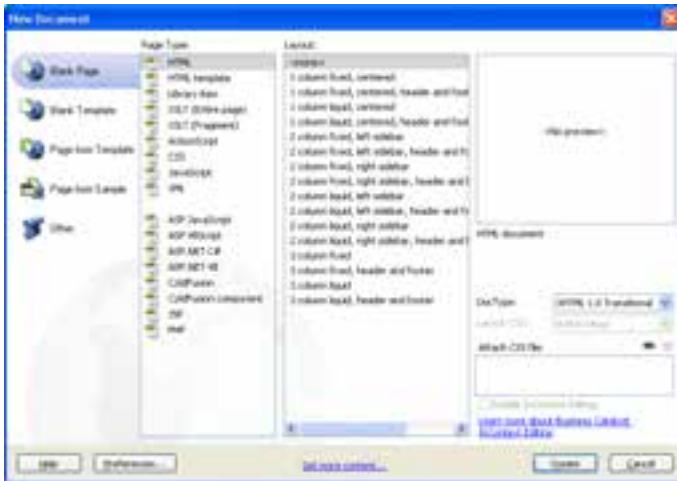 New Document
Blank Page
Blank Template
Page from Template
Page from Sample
Other
Page Type:
HTML
HTML template
Library item
XSLT (Entire page)
XSLT (Fragment)
ActionScript
CSS
JavaScript
XML
ASP JavaScript
ASP VBScript
ASP.NET C#
ASP.NET VB
ColdFusion
ColdFusion component
JSP
PHP
Layout:
<none>
1 column fixed, centered
1 column fixed, centered, header and foot
1 column liquid, centered
1 column liquid, centered, header and foot
2 column fixed, left sidebar
2 column fixed, left sidebar, header and f
2 column fixed, right sidebar
2 column fixed, right sidebar, header and f
2 column liquid, left sidebar
2 column liquid, left sidebar, header and f
2 column liquid, right sidebar
2 column liquid, right sidebar, header and f
3 column fixed
3 column fixed, header and footer
3 column liquid
3 column liquid, header and footer
<no preview>
HTML document
DocType:
XHTML 1.0 Transitional
Layout CSS:
Attach CSS file:
Enable InContext Editing
Learn more about Business Catalyst
InContext Editing
Help
Preferences...
Get more content...
Create
Cancel